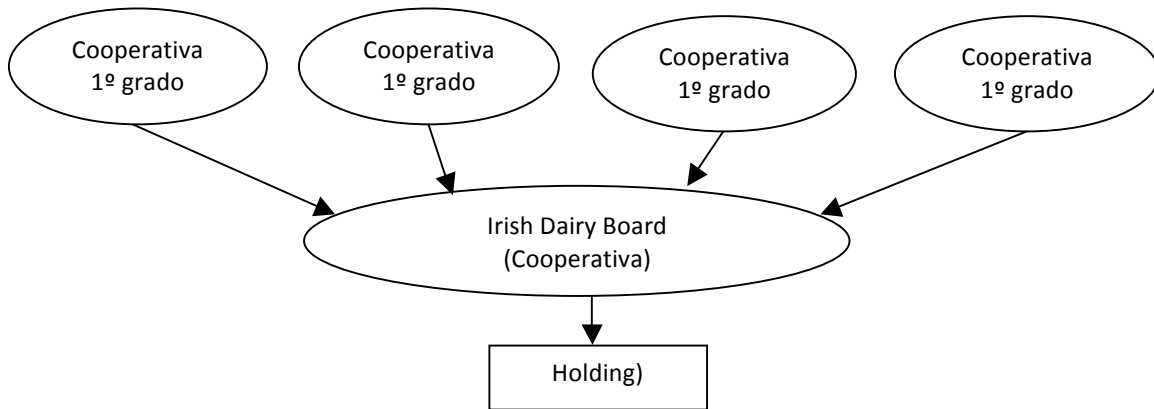 Cooperativa
1º grado
Cooperativa
1º grado
Cooperativa
1º grado
Cooperativa
1º grado
Irish Dairy Board
(Cooperativa)
Holding)